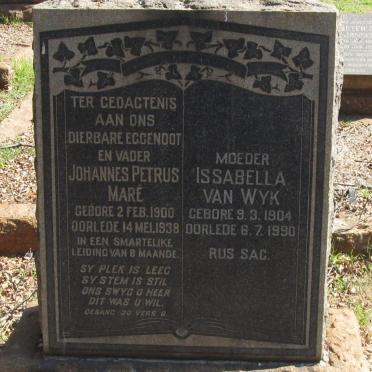 TER GEDAGTENIS
AAN ONS
DIERBARE EGGENOOT
EN VADER
JOHANNES PETRUS
MARÉ
GEBORE 2 FEB. 1900
OORLEDE 14 MEI. 1938
IN EEN SMARTELIKE
LEIDING VAN 8 MAANDE.
SY PLEK IS LEEG
SY STEM IS STIL
ONS SWYG O HEER
DIT WAS U WIL.
GESANG 20 VERS 8.
MOEDER
ISSABELLA
VAN WYK
GEBORE 9. 3. 1904
OORLEDE 6. 7. 1990
RUS SAG.